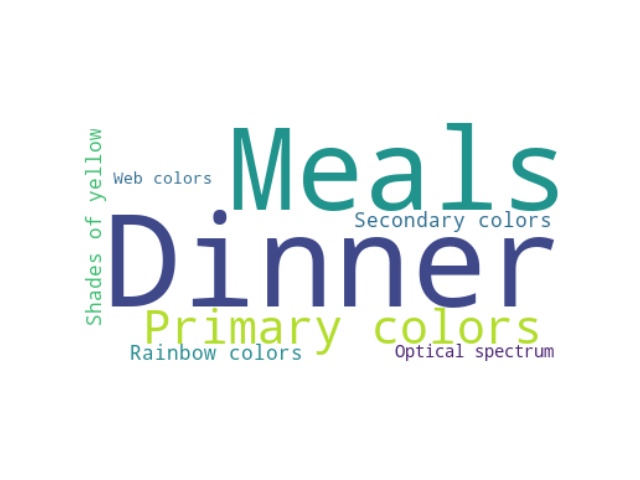 Meals
Web colors
Shades of yellow
Secondary colors
Dinner
Primary colors
Rainbow colors
Optical spectrum